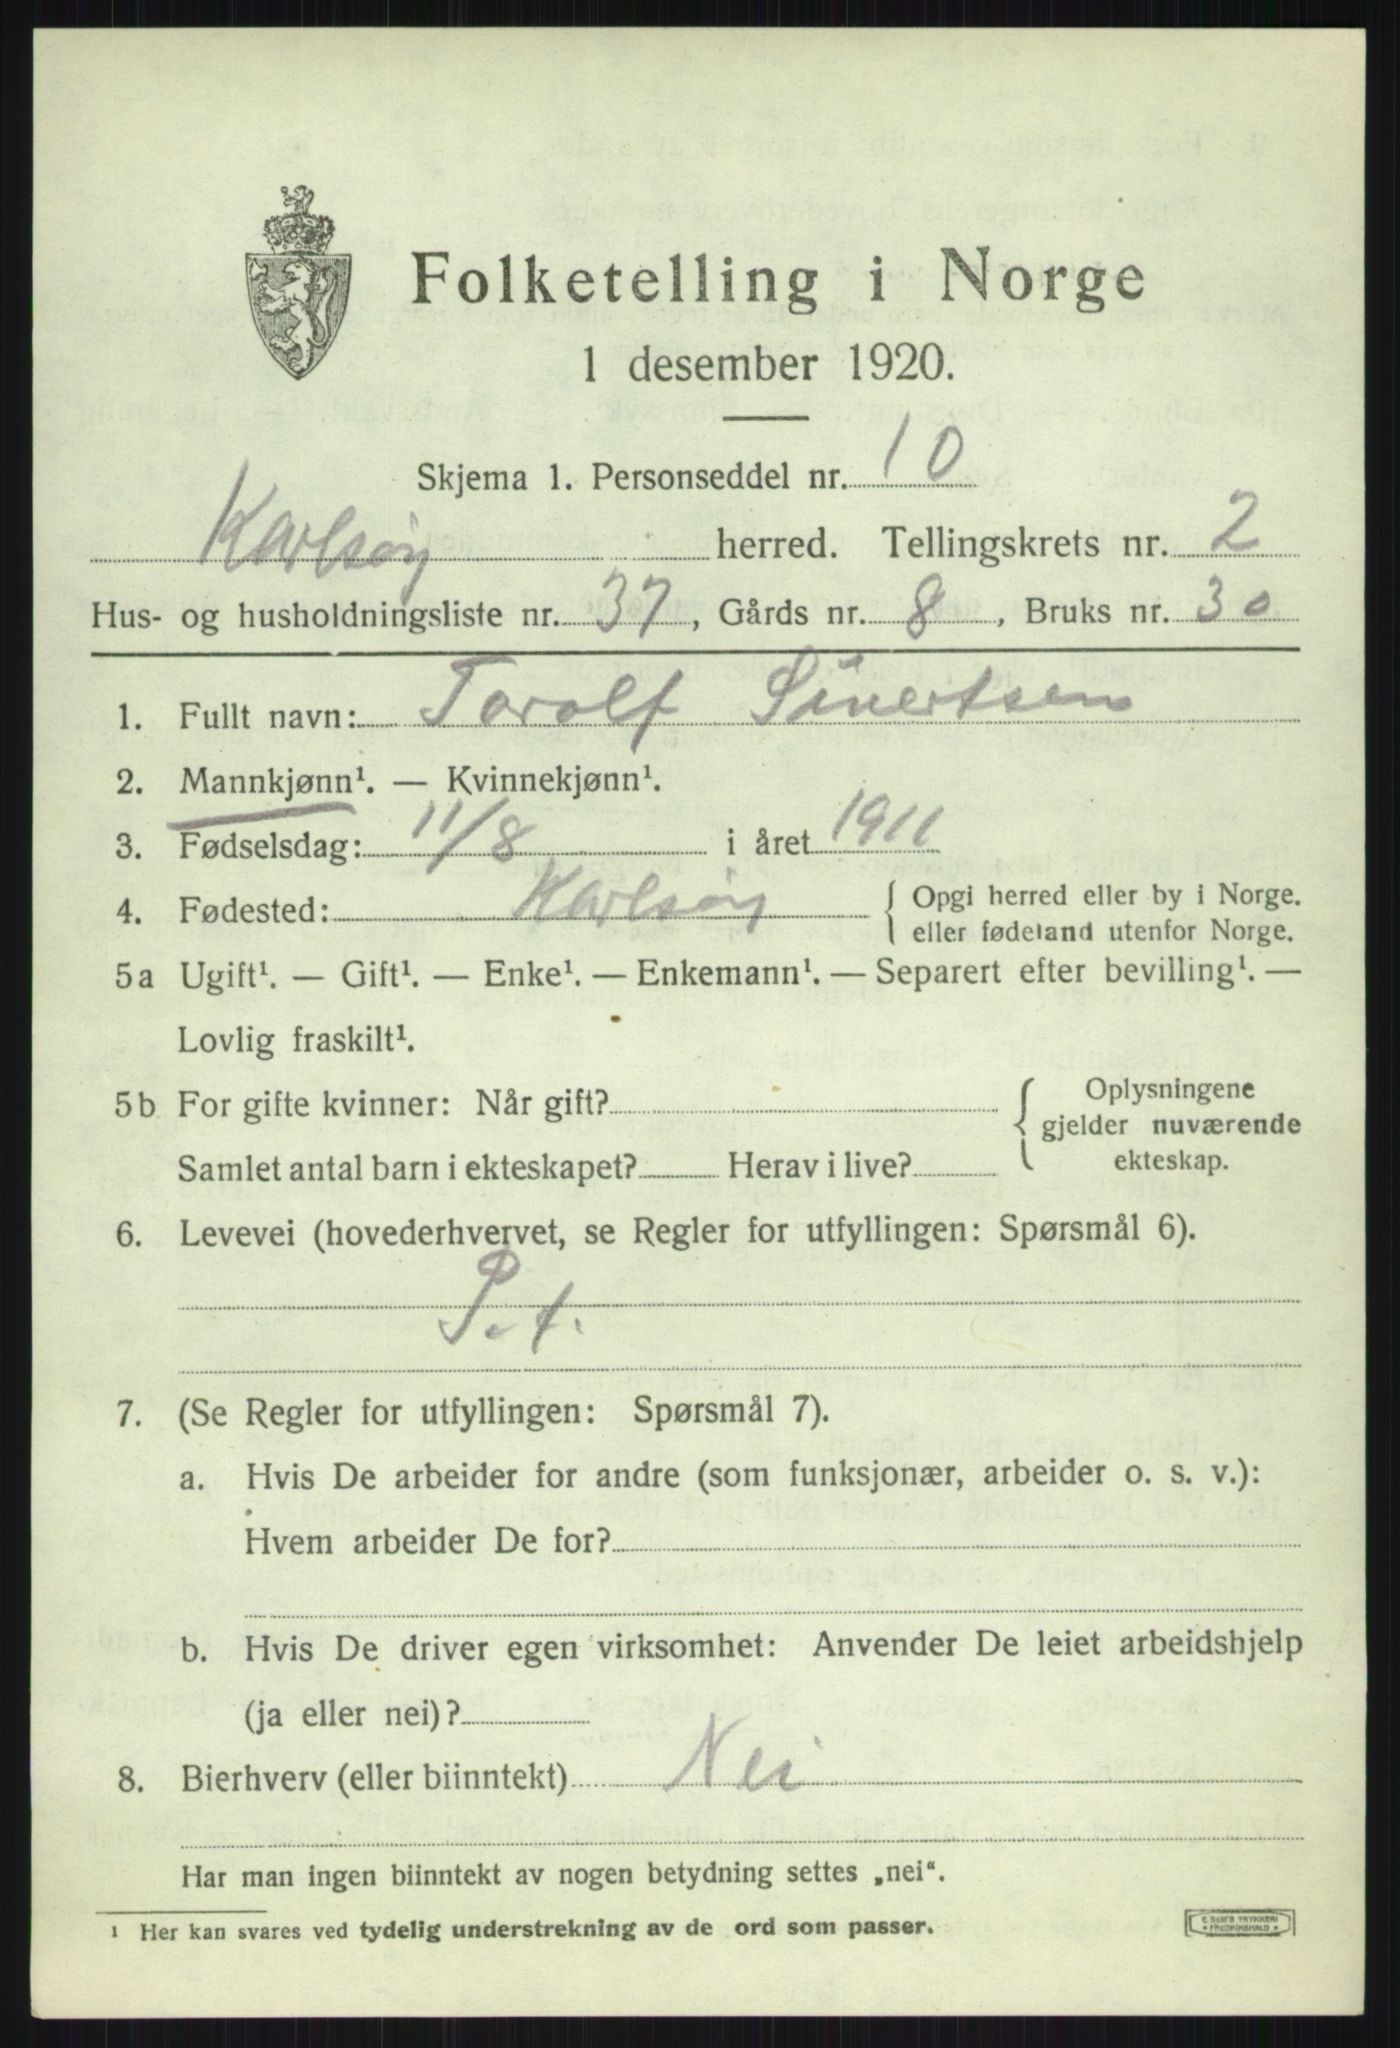 Folketelling i Norge
1 desember 1920.
Skjema 1. Personseddel nr. 10
Karlsøy herred. Tellingskrets nr. 2
Hus- og husholdningsliste nr. 37, Gårds nr. 8, Bruks nr. 30
1. Fullt navn: Torolf Sivertsen
2. Mannkjønn¹. — Kvinnekjønn¹.
3. Fødselsdag: 11/8 i året 1911
4. Fødested: Karlsøy { Opgi herred eller by i Norge.
eller fødeland utenfor Norge.
5a Ugift¹. — Gift¹. — Enke¹. — Enkemann¹. — Separert efter bevilling¹. —
Lovlig fraskilt¹.
5b For gifte kvinner: Når gift? { Oplysningene
gjelder nuværende
Samlet antal barn i ekteskapet? Herav i live? ekteskap.
6. Levevei (hovederhvervet, se Regler for utfyllingen: Spørsmål 6).
P.t.
7. (Se Regler for utfyllingen: Spørsmål 7).
a. Hvis De arbeider for andre (som funksjonær, arbeider o. s. v.):
Hvem arbeider De for?
b. Hvis De driver egen virksomhet: Anvender De leiet arbeidshjelp
(ja eller nei)?
8. Bierhverv (eller biinntekt) Nei
Har man ingen biinntekt av nogen betydning settes „nei“.
¹ Her kan svares ved tydelig understrekning av de ord som passer.